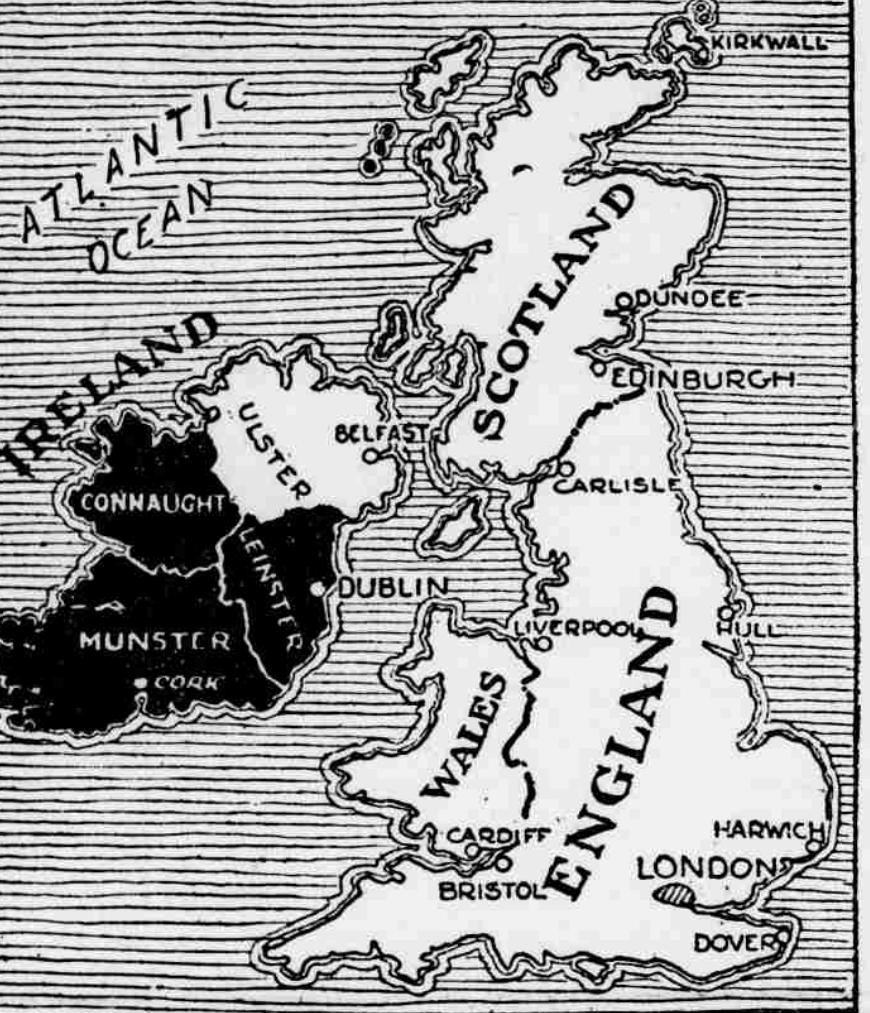 KIRKWALL
ATLANTIC
OCEAN
SCOTLAND
DUNDEE
IRELAND
EDINBURGH
ULSTER
BELFAST
CARLISLE
CONNAUGHT
LEINSTER
DUBLIN
LIVERPOOL
HULL
MUNSTER
CORK
WALES
ENGLAND
CARDIFF
HARWICH
LONDON
BRISTOL
DOVER